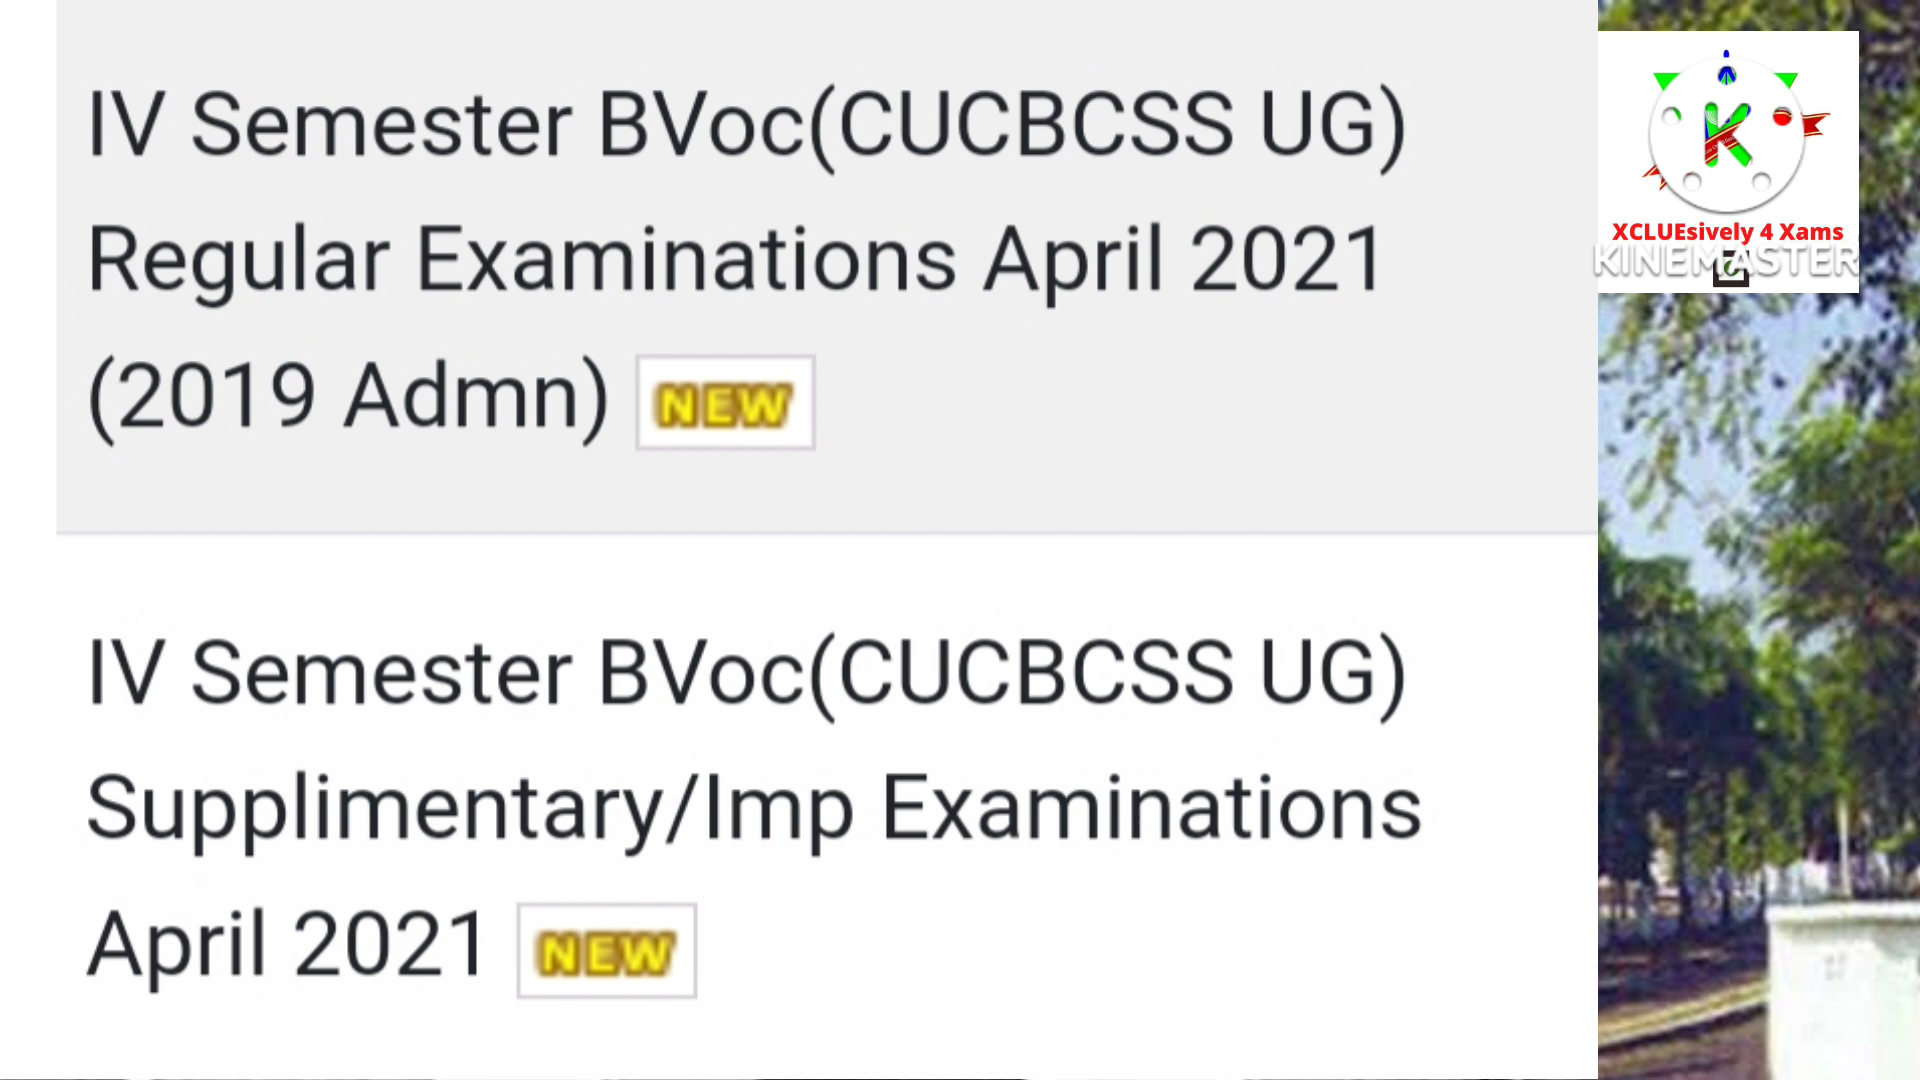 IV Semester BVoc(CUCBCSS UG)
Regular Examinations April 2021
(2019 Admn) NEW
IV Semester BVoc(CUCBCSS UG)
Supplimentary/Imp Examinations
April 2021 NEW
K
XCLUEsively 4 Xams
KINEMASTER